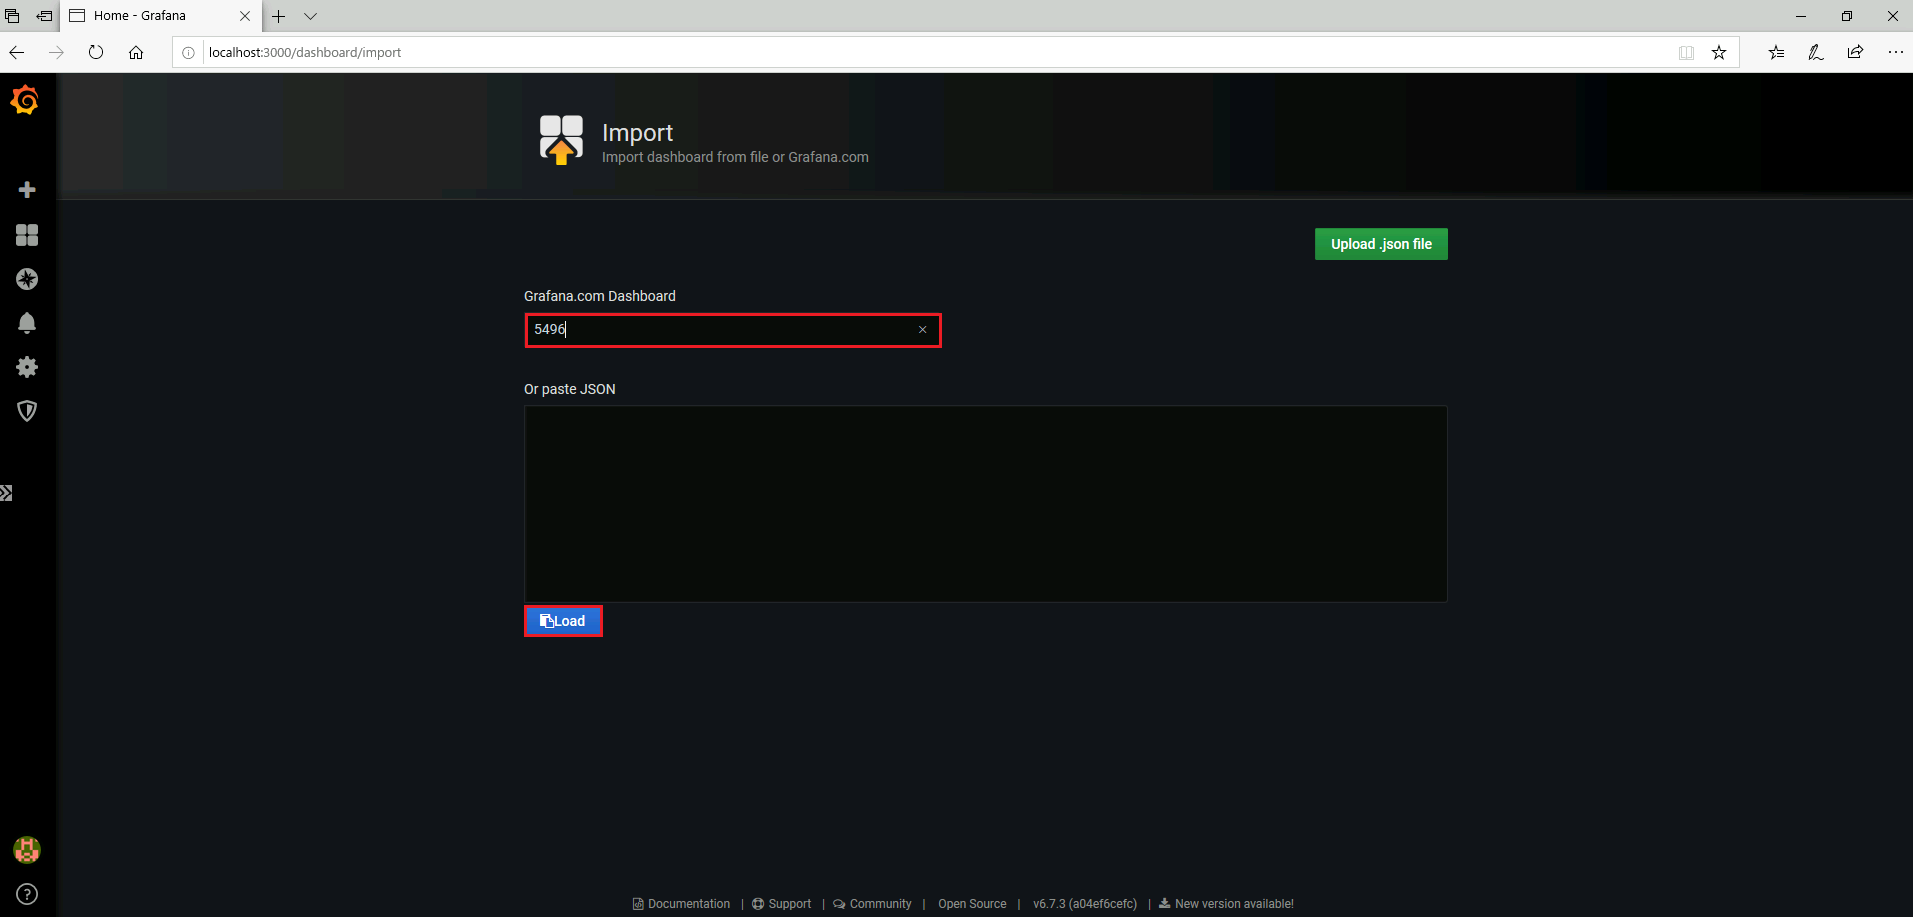 Home - Grafana
localhost:3000/dashboard/import
Import
Import dashboard from file or Grafana.com
Upload .json file
Grafana.com Dashboard
5496
Or paste JSON
Load
Documentation | Support | Community | Open Source | v6.7.3 (a04ef6cefc) | New version available!